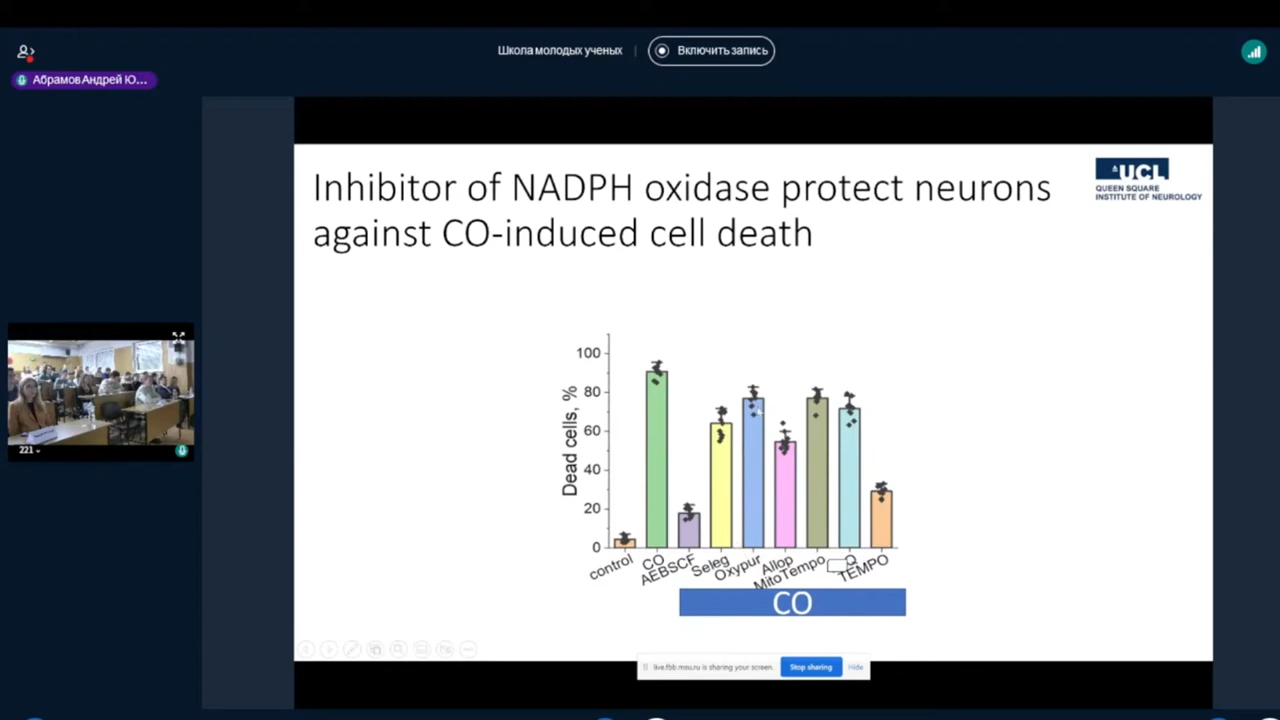 Школа молодых ученых
Включить запись
Абрамов Андрей Ю...
Inhibitor of NADPH oxidase protect neurons
against CO-induced cell death
UCL
QUEEN SQUARE
INSTITUTE OF NEUROLOGY
Dead cells, %
100
80
60
40
20
0
control
CO
AEBSCF
Seleg
Oxypur
Allop
MitoTempo
TEMPO
CO
221
live.fbb.msu.ru is sharing your screen.
Stop sharing
Hide